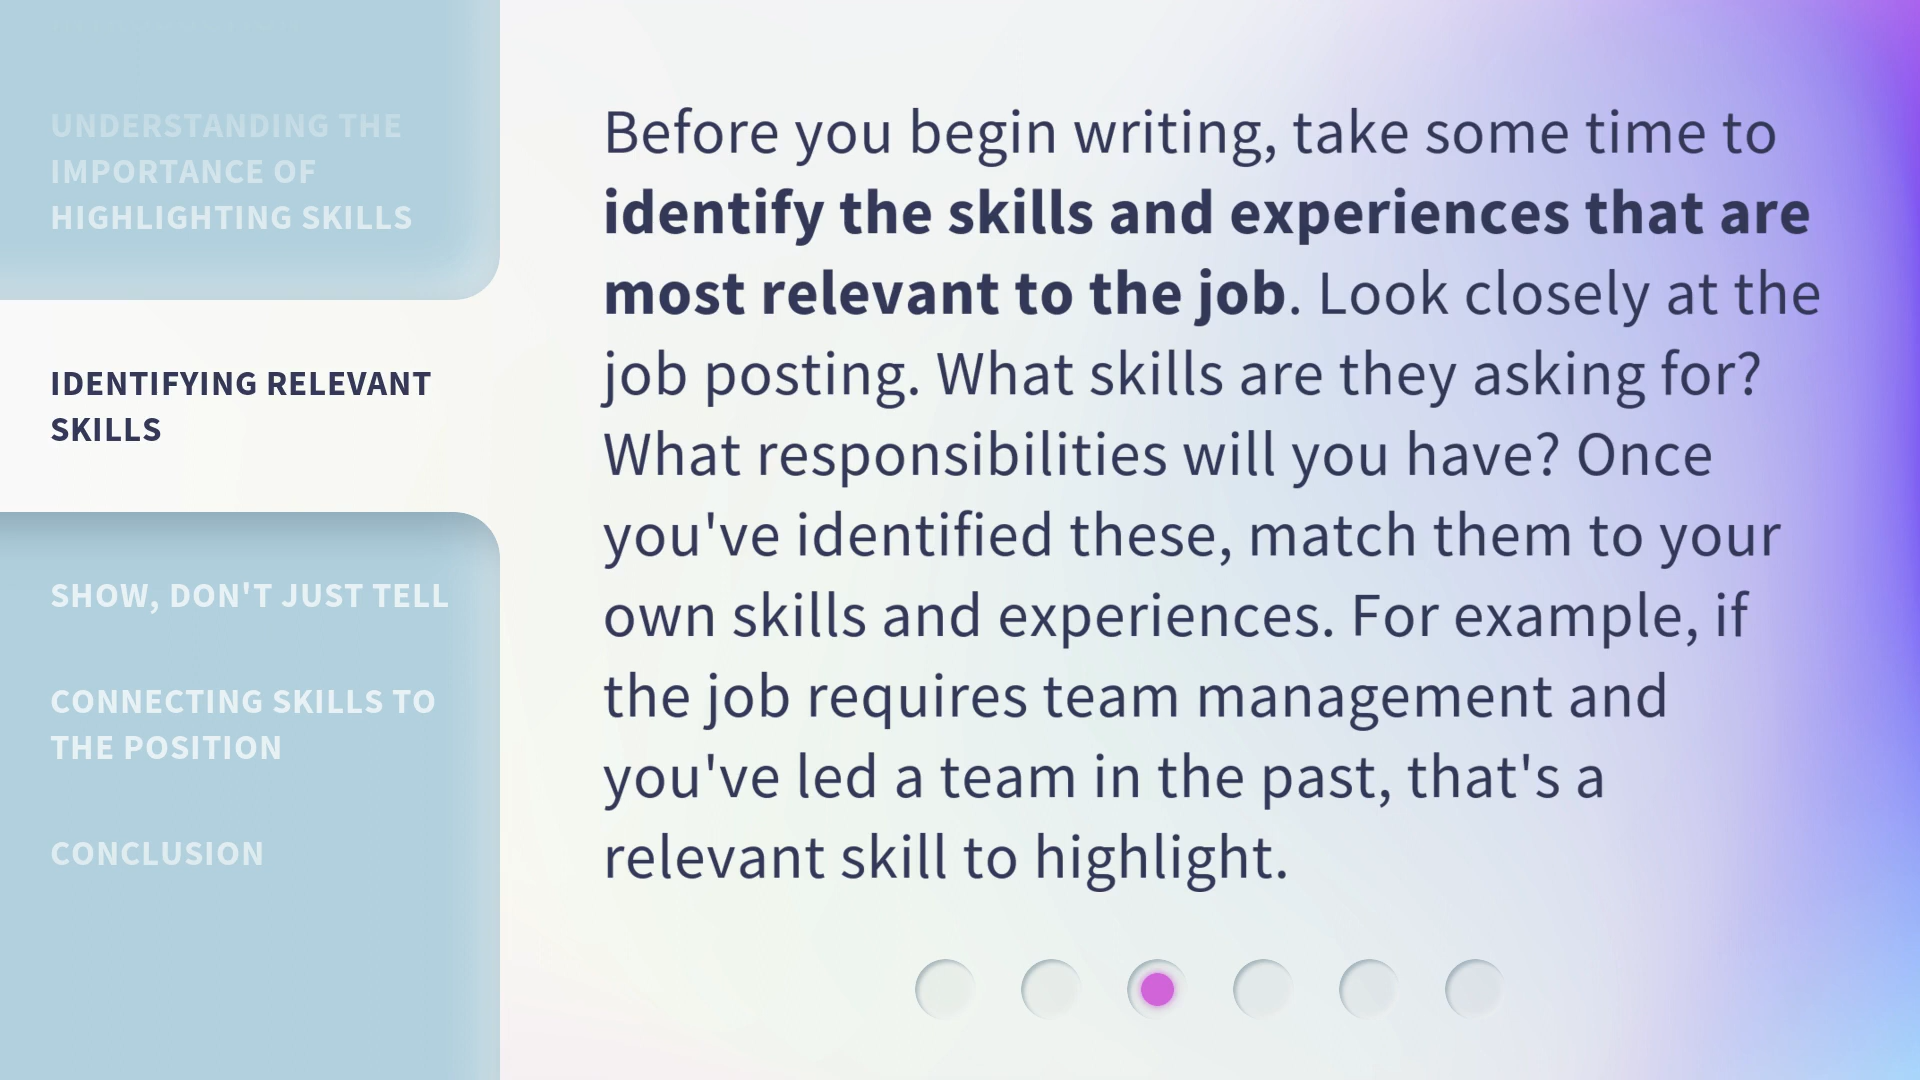 UNDERSTANDING THE
IMPORTANCE OF
HIGHLIGHTING SKILLS
IDENTIFYING RELEVANT
SKILLS
SHOW, DON'T JUST TELL
CONNECTING SKILLS TO
THE POSITION
CONCLUSION
Before you begin writing, take some time to
identify the skills and experiences that are
most relevant to the job. Look closely at the
job posting. What skills are they asking for?
What responsibilities will you have? Once
you've identified these, match them to your
own skills and experiences. For example, if
the job requires team management and
you've led a team in the past, that's a
relevant skill to highlight.